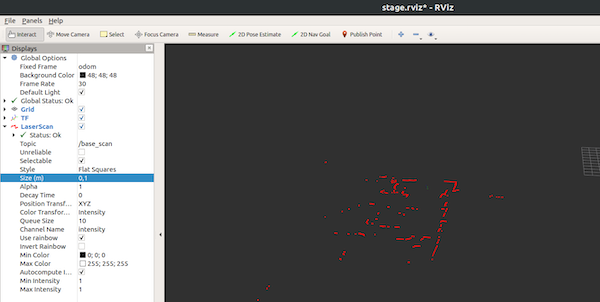 stage.rviz* - RViz
File Panels Help
Interact Move Camera Select Focus Camera Measure 2D Pose Estimate 2D Nav Goal Publish Point
Displays
Global Options
Fixed Frame odom
Background Color 48; 48; 48
Frame Rate 30
Default Light
Global Status: Ok
Grid
TF
LaserScan
Status: Ok
Topic /base_scan
Unreliable
Selectable
Style Flat Squares
Size (m) 0,1
Alpha 1
Decay Time 0
Position Transf... XYZ
Color Transfor... Intensity
Queue Size 10
Channel Name Intensity
Use rainbow
Invert Rainbow
Min Color 0; 0; 0
Max Color 255; 255; 255
Autocompute I...
Min Intensity 1
Max Intensity 1